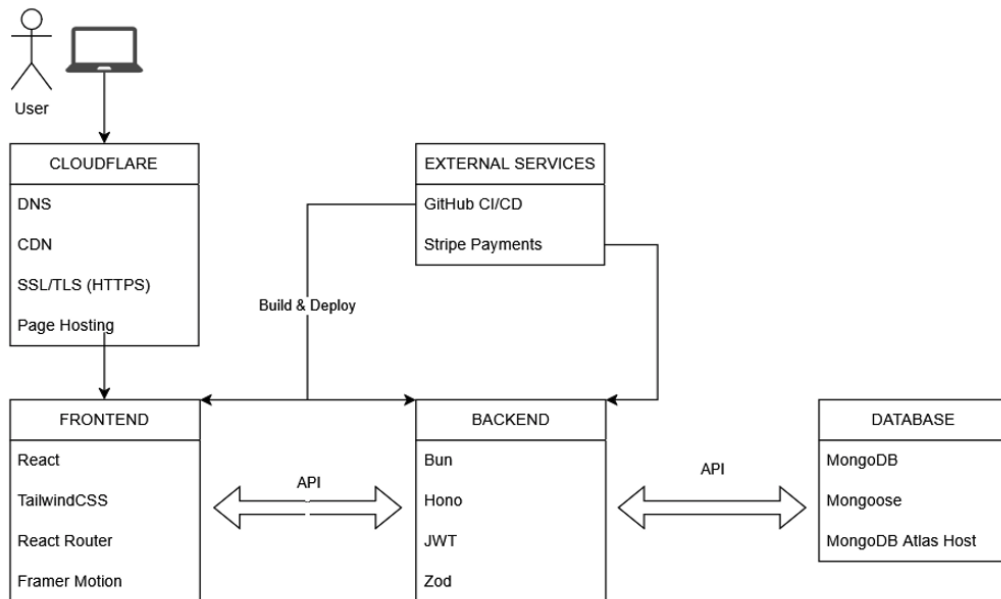 User
CLOUDFLARE
DNS
CDN
SSL/TLS (HTTPS)
Page Hosting
EXTERNAL SERVICES
GitHub CI/CD
Stripe Payments
Build & Deploy
FRONTEND
React
TailwindCSS
React Router
Framer Motion
API
BACKEND
Bun
Hono
JWT
Zod
API
DATABASE
MongoDB
Mongoose
MongoDB Atlas Host